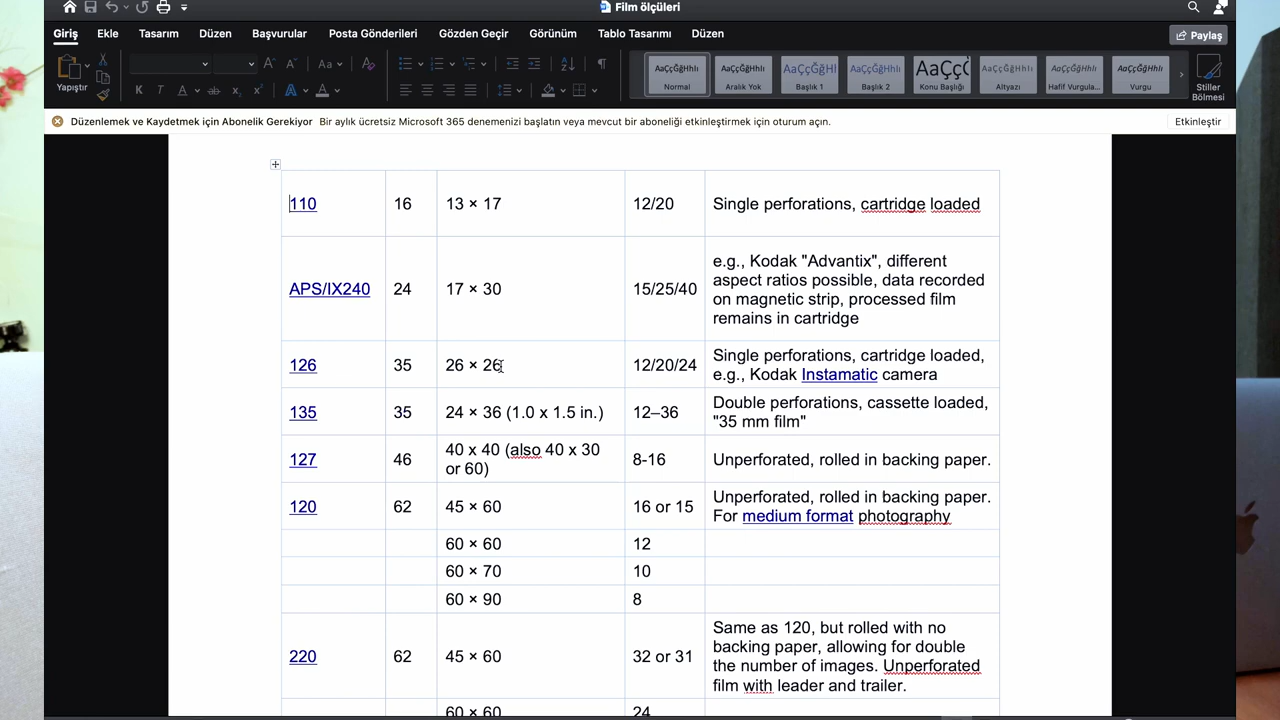 Film ölçüleri
Giriş Ekle Tasarım Düzen Başvurular Posta Gönderileri Gözden Geçir Görünüm Tablo Tasarımı Düzen
Paylaş
Yapıştır
K T A x₂ x² A A
Aa
AaÇçĞğHh AaÇçĞğHh AaÇçĞğHİ AaÇçĞğHh AaÇç( AaÇçĞğHh AaÇçĞğHh AaÇçĞğHh
Normal Aralık Yok Başlık 1 Başlık 2 Konu Başlığı Altyazı Hafif Vurgula... Vurgu
Stiller
Bölmesi
Düzenlemek ve Kaydetmek için Abonelik Gerekiyor Bir aylık ücretsiz Microsoft 365 denemenizi başlatın veya mevcut bir aboneliği etkinleştirmek için oturum açın. Etkinleştir
110 16 13 × 17 12/20 Single perforations, cartridge loaded
APS/IX240 24 17 × 30 15/25/40 e.g., Kodak "Advantix", different
aspect ratios possible, data recorded
on magnetic strip, processed film
remains in cartridge
126 35 26 × 26 12/20/24 Single perforations, cartridge loaded,
e.g., Kodak Instamatic camera
135 35 24 × 36 (1.0 x 1.5 in.) 12–36 Double perforations, cassette loaded,
"35 mm film"
127 46 40 x 40 (also 40 x 30
or 60) 8-16 Unperforated, rolled in backing paper.
120 62 45 × 60 16 or 15 Unperforated, rolled in backing paper.
For medium format photography
60 × 60 12
60 × 70 10
60 × 90 8
220 62 45 × 60 32 or 31 Same as 120, but rolled with no
backing paper, allowing for double
the number of images. Unperforated
film with leader and trailer.
60 × 60 24